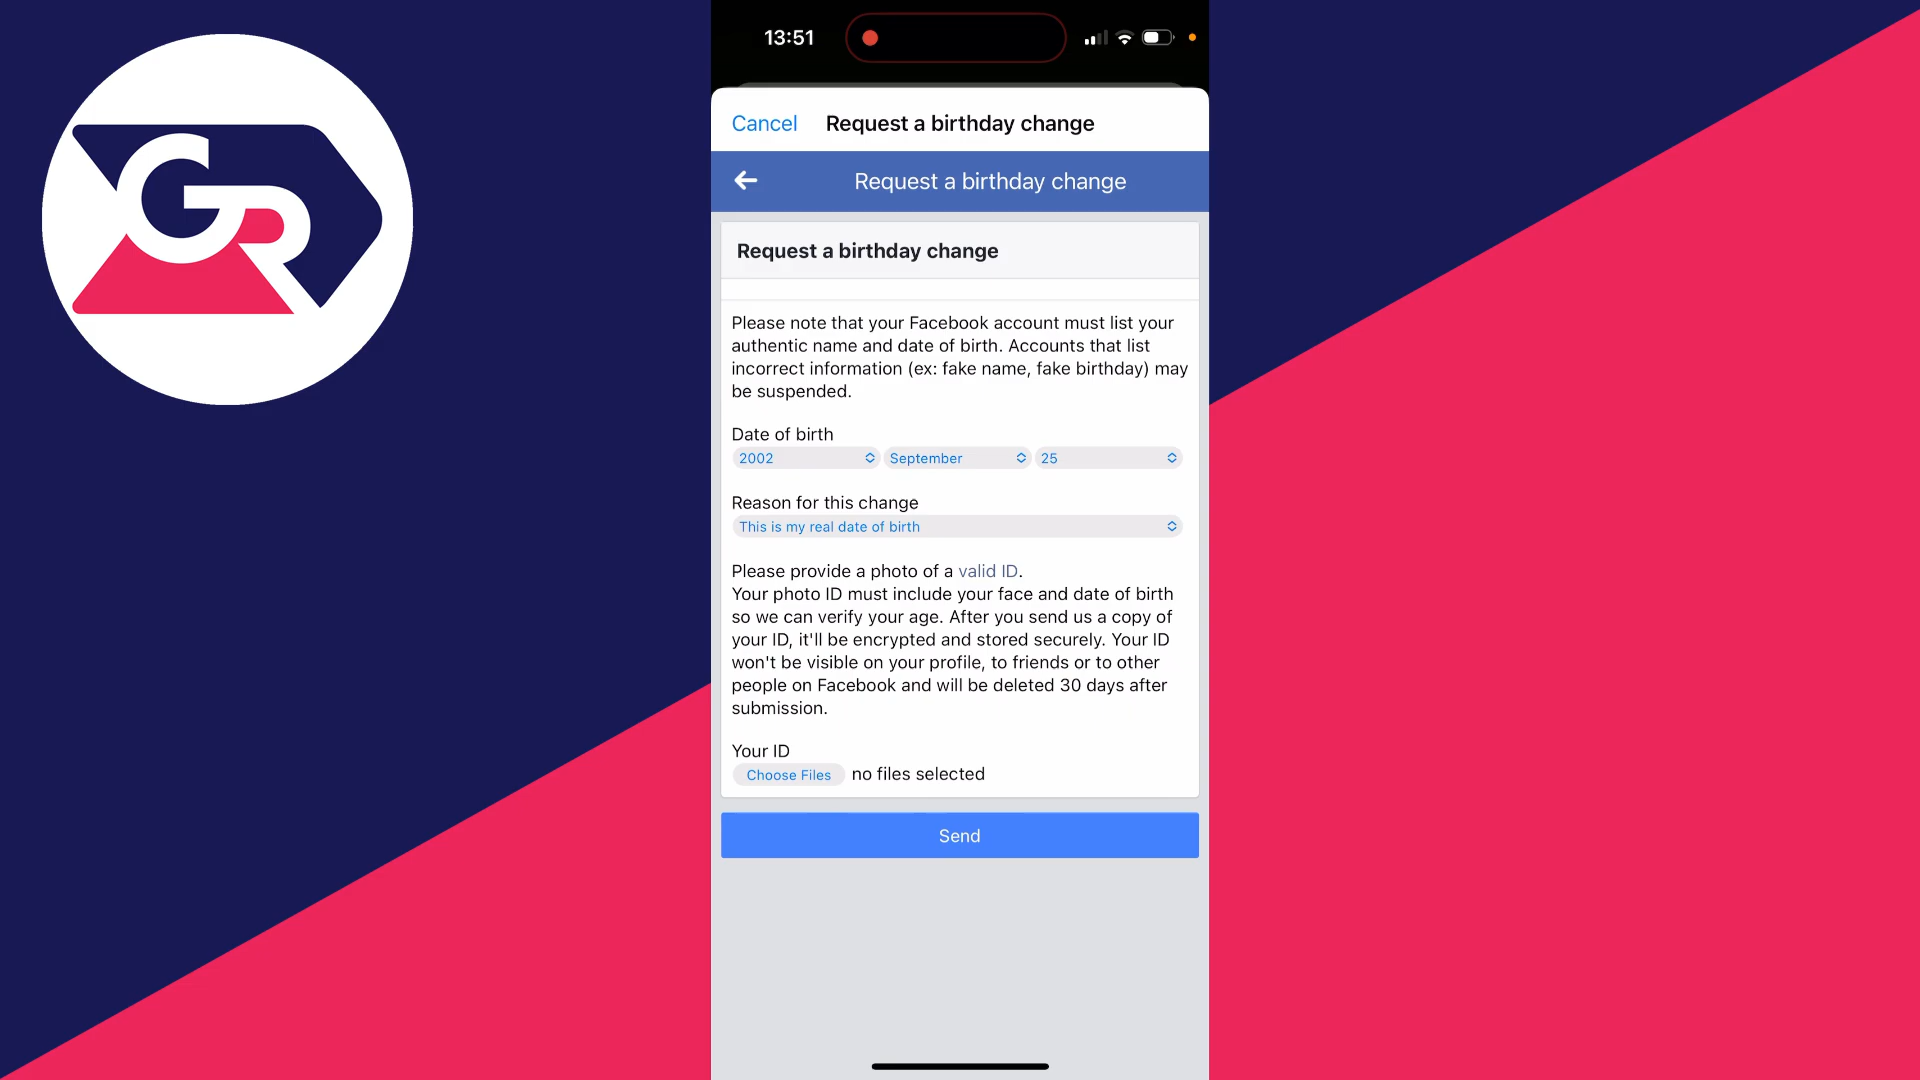 GR
13:51
Cancel Request a birthday change
Request a birthday change
Request a birthday change
Please note that your Facebook account must list your
authentic name and date of birth. Accounts that list
incorrect information (ex: fake name, fake birthday) may
be suspended.
Date of birth
2002 September 25
Reason for this change
This is my real date of birth
Please provide a photo of a valid ID.
Your photo ID must include your face and date of birth
so we can verify your age. After you send us a copy of
your ID, it'll be encrypted and stored securely. Your ID
won't be visible on your profile, to friends or to other
people on Facebook and will be deleted 30 days after
submission.
Your ID
Choose Files no files selected
Send